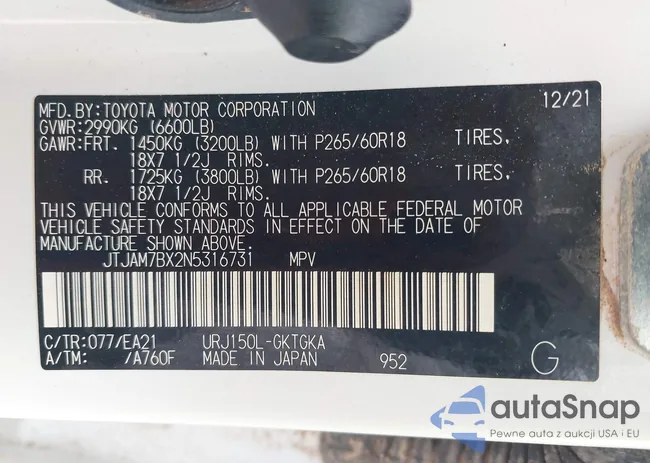 MFD.BY:TOYOTA MOTOR CORPORATION 12/21
GVWR:2990KG (6600LB)
GAWR:FRT. 1450KG (3200LB) WITH P265/60R18 TIRES,
18X7 1/2J RIMS.
RR. 1725KG (3800LB) WITH P265/60R18 TIRES,
18X7 1/2J RIMS.
THIS VEHICLE CONFORMS TO ALL APPLICABLE FEDERAL MOTOR
VEHICLE SAFETY STANDARDS IN EFFECT ON THE DATE OF
MANUFACTURE SHOWN ABOVE.
JTJAM7BX2N5316731 MPV
C/TR:077/EA21 URJ150L-GKTGKA
A/TM: /A760F MADE IN JAPAN 952 G
autoSnap
Pewne auta z aukcji USA i EU